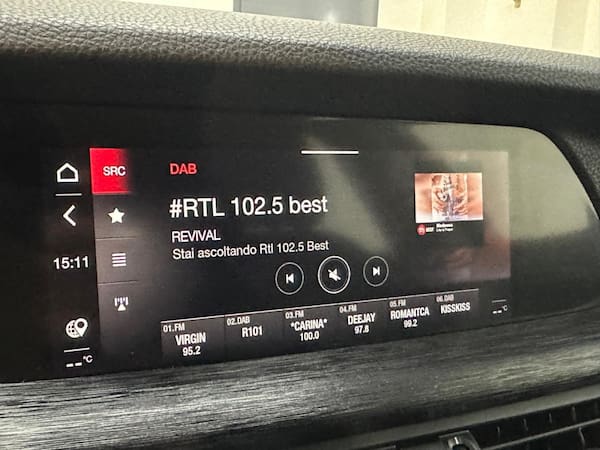 SRC
DAB
#RTL 102.5 best
REVIVAL
Stai ascoltando Rtl 102.5 Best
15:11
-- °C
01.FM
VIRGIN
95.2
02.DAB
R101
03.FM
*CARINA*
100.0
04.FM
DEEJAY
97.8
05.FM
ROMANTCA
99.2
06.DAB
KISSKISS
-- °C